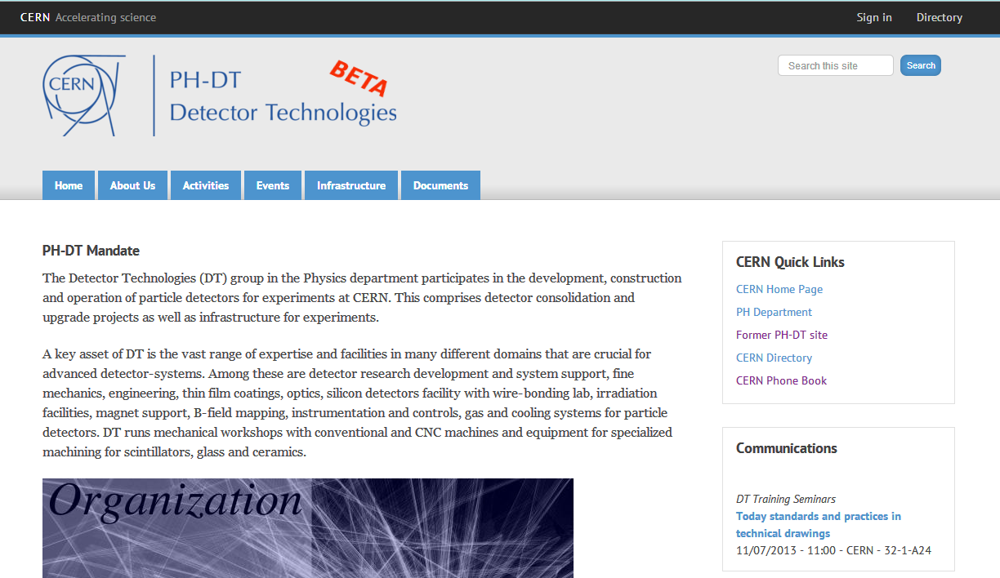 CERN Accelerating science
Sign in Directory
CERN
PH-DT
BETA
Detector Technologies
Search this site
Search
Home
About Us
Activities
Events
Infrastructure
Documents
PH-DT Mandate
The Detector Technologies (DT) group in the Physics department participates in the development, construction
and operation of particle detectors for experiments at CERN. This comprises detector consolidation and
upgrade projects as well as infrastructure for experiments.
A key asset of DT is the vast range of expertise and facilities in many different domains that are crucial for
advanced detector-systems. Among these are detector research development and system support, fine
mechanics, engineering, thin film coatings, optics, silicon detectors facility with wire-bonding lab, irradiation
facilities, magnet support, B-field mapping, instrumentation and controls, gas and cooling systems for particle
detectors. DT runs mechanical workshops with conventional and CNC machines and equipment for specialized
machining for scintillators, glass and ceramics.
Organization
CERN Quick Links
CERN Home Page
PH Department
Former PH-DT site
CERN Directory
CERN Phone Book
Communications
DT Training Seminars
Today standards and practices in
technical drawings
11/07/2013 - 11:00 - CERN - 32-1-A24